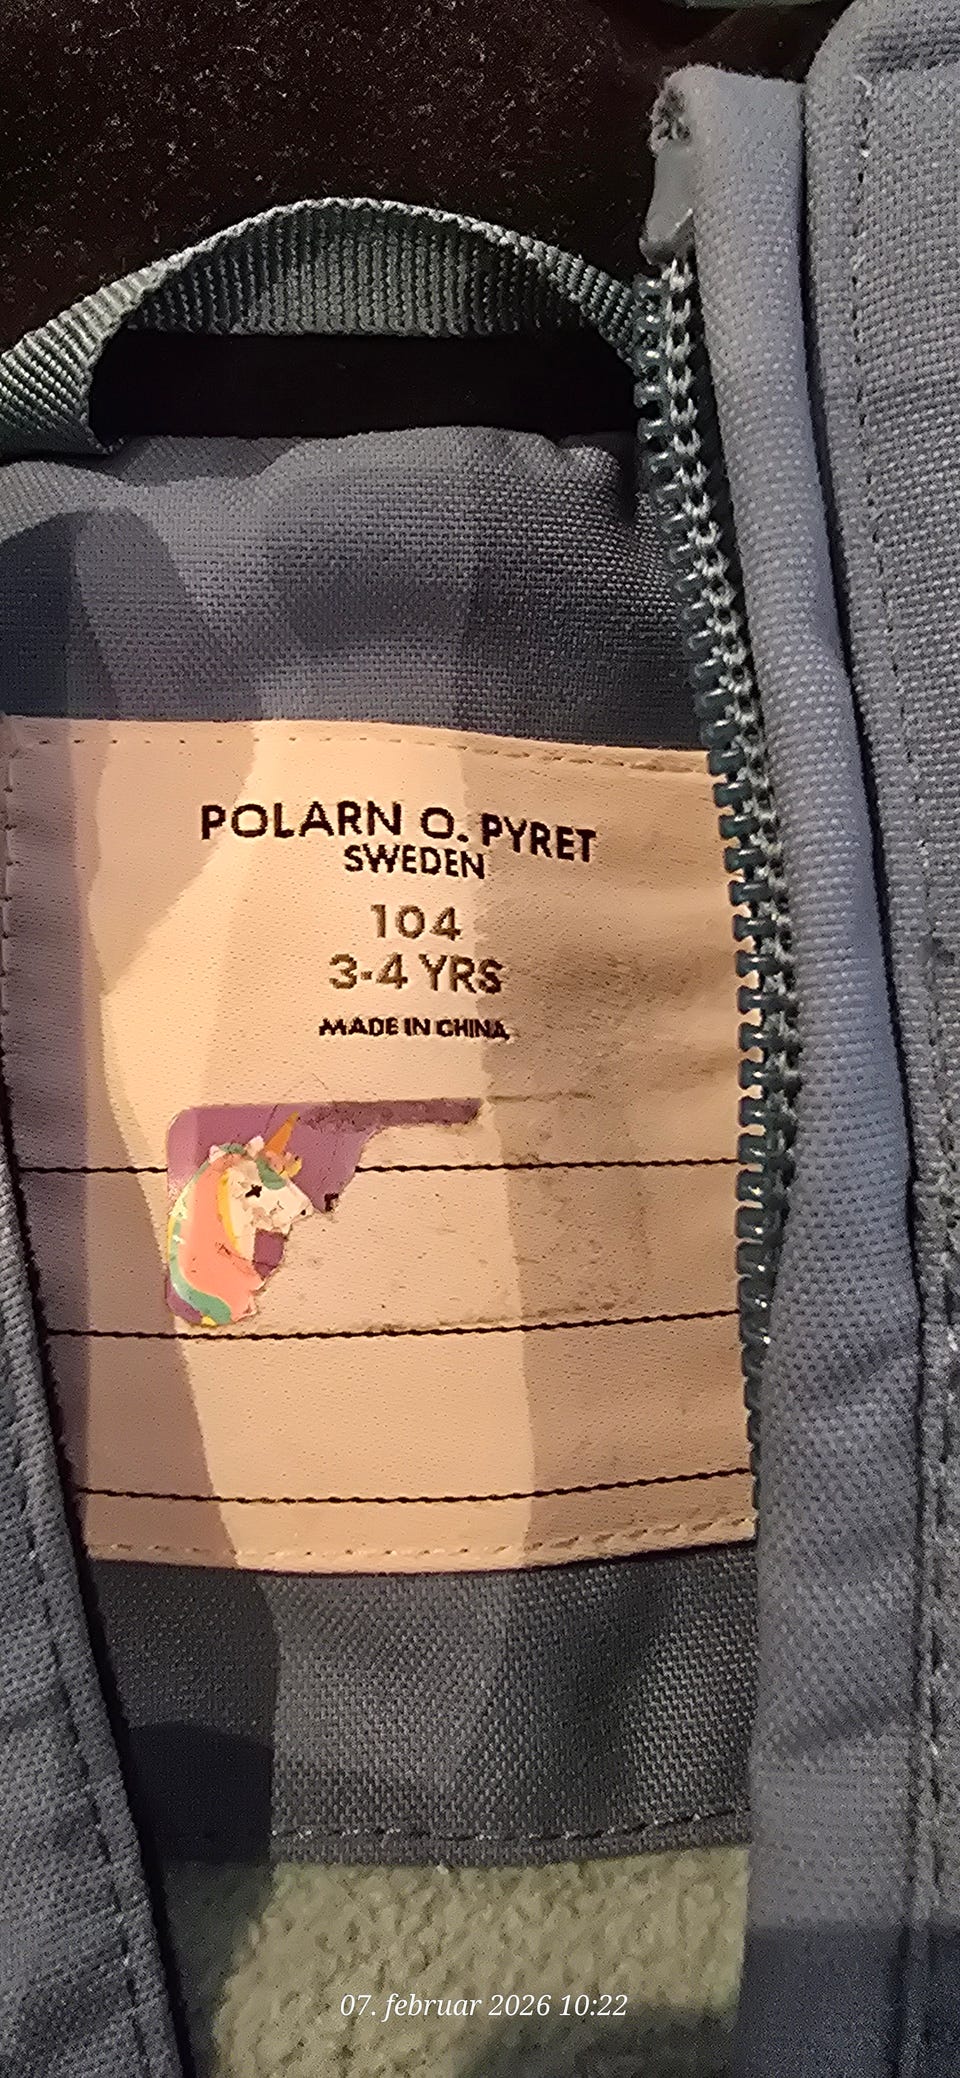 POLARN O. PYRET
SWEDEN
104
3-4 YRS
MADE IN CHINA
07. februar 2026 10:22